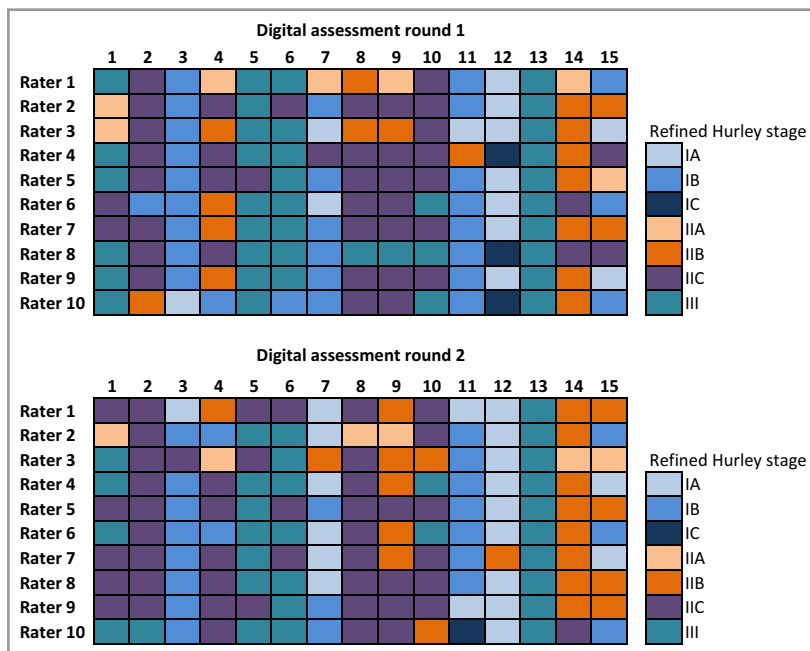 Digital assessment round 1
1 2 3 4 5 6 7 8 9 10 11 12 13 14 15
Rater 1
Rater 2
Rater 3
Rater 4
Rater 5
Rater 6
Rater 7
Rater 8
Rater 9
Rater 10
Refined Hurley stage
IA
IB
IC
IIA
IIB
IIC
III
Digital assessment round 2
1 2 3 4 5 6 7 8 9 10 11 12 13 14 15
Rater 1
Rater 2
Rater 3
Rater 4
Rater 5
Rater 6
Rater 7
Rater 8
Rater 9
Rater 10
Refined Hurley stage
IA
IB
IC
IIA
IIB
IIC
III